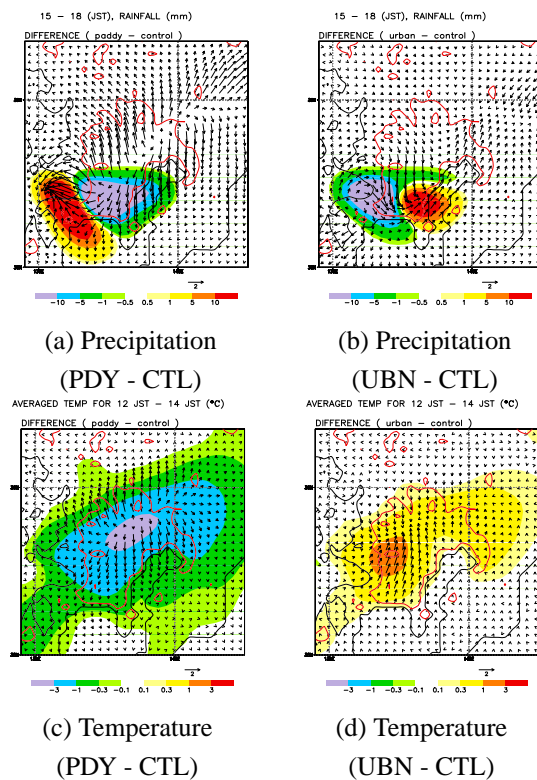 15 – 18 (JST), RAINFALL (mm)
DIFFERENCE ( paddy – control )
2
−10 −5 −1 −0.5 0.5 1 5 10
(a) Precipitation
(PDY - CTL)
15 – 18 (JST), RAINFALL (mm)
DIFFERENCE ( urban – control )
2
−10 −5 −1 −0.5 0.5 1 5 10
(b) Precipitation
(UBN - CTL)
AVERAGED TEMP FOR 12 JST – 14 JST (°C)
DIFFERENCE ( paddy – control )
2
−3 −1 −0.3 −0.1 0.1 0.3 1 3
(c) Temperature
(PDY - CTL)
AVERAGED TEMP FOR 12 JST – 14 JST (°C)
DIFFERENCE ( urban – control )
2
−3 −1 −0.3 −0.1 0.1 0.3 1 3
(d) Temperature
(UBN - CTL)